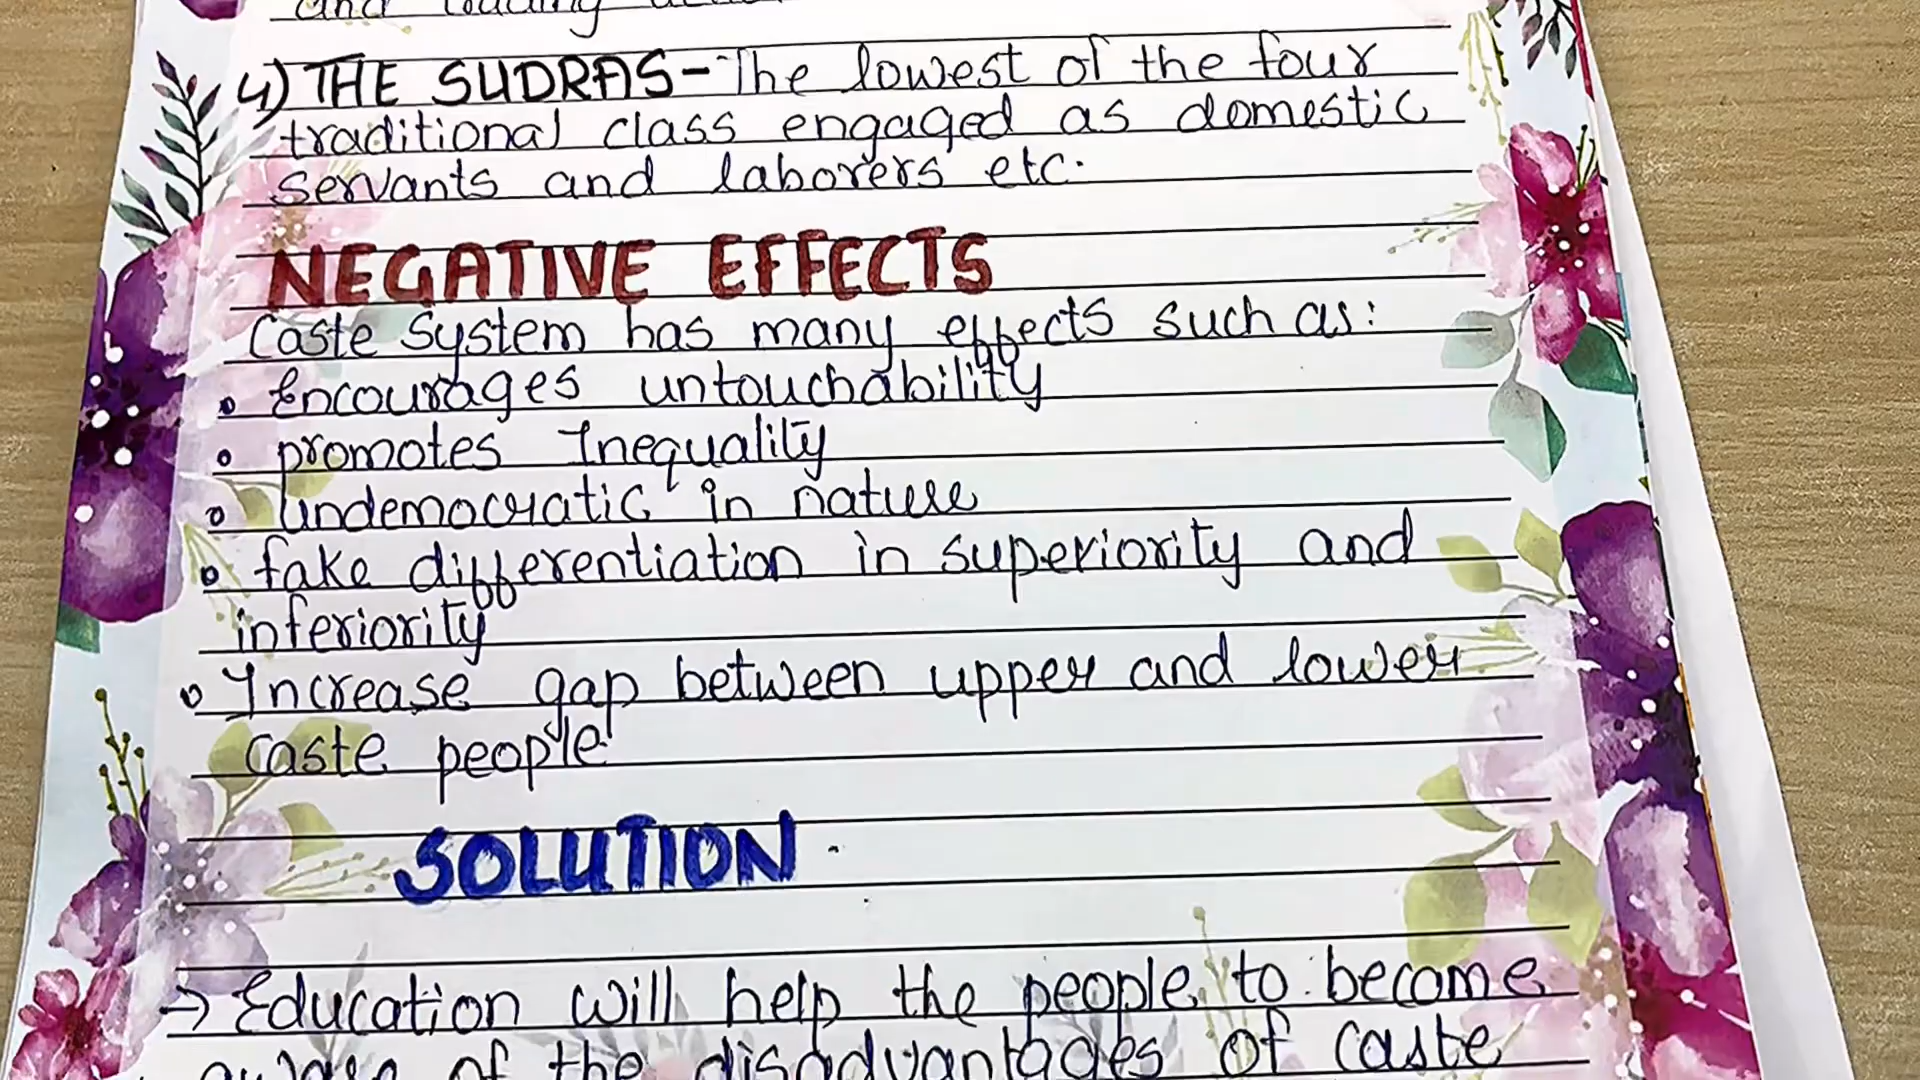 and
4) THE SUDRAS - The lowest of the four
traditional class engaged as domestic
servants and laborers etc.
NEGATIVE EFFECTS
Caste System has many effects such as:
• Encourages untouchability
• promotes Inequality
• Undemocratic in nature
• fake differentiation in superiority and
inferiority
• Increase gap between upper and lower
caste people
SOLUTION
→ Education will help the people to become
aware of the disadvantages of caste